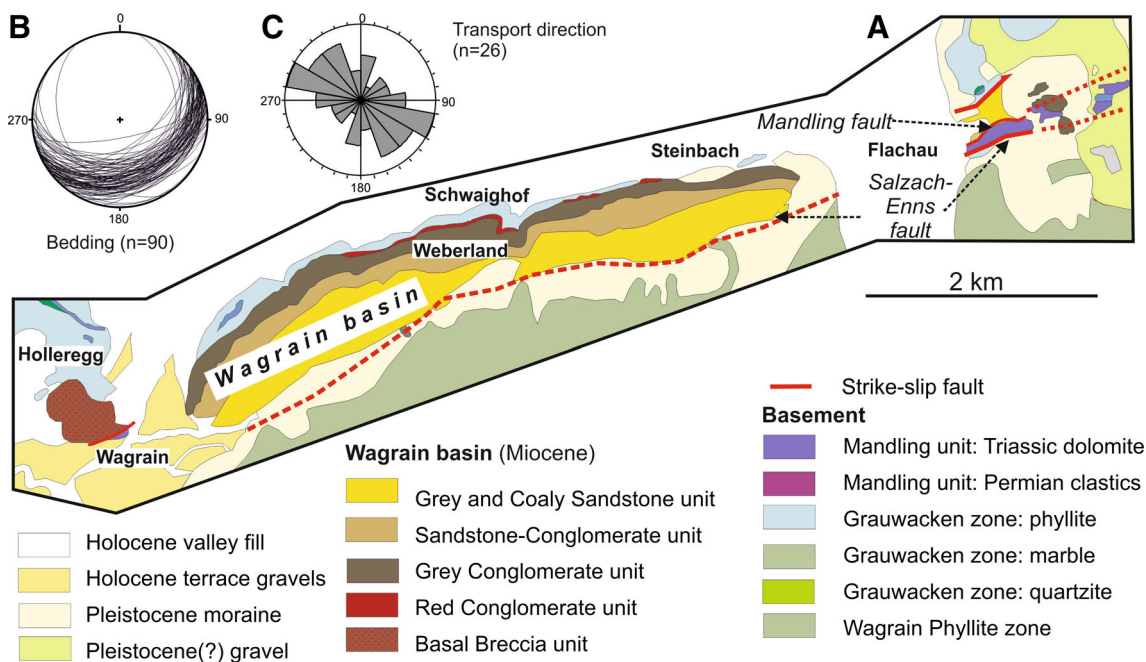 B
0
270
90
180
Bedding (n=90)
C
0
270
90
180
Transport direction
(n=26)
A
Mandling fault
Flachau
Salzach-
Enns
fault
2 km
Steinbach
Schwaighof
Weberland
Wagrain basin
Holleregg
Wagrain
Holocene valley fill
Holocene terrace gravels
Pleistocene moraine
Pleistocene(?) gravel
Wagrain basin (Miocene)
Grey and Coaly Sandstone unit
Sandstone-Conglomerate unit
Grey Conglomerate unit
Red Conglomerate unit
Basal Breccia unit
Strike-slip fault
Basement
Mandling unit: Triassic dolomite
Mandling unit: Permian clastics
Grauwacken zone: phyllite
Grauwacken zone: marble
Grauwacken zone: quartzite
Wagrain Phyllite zone